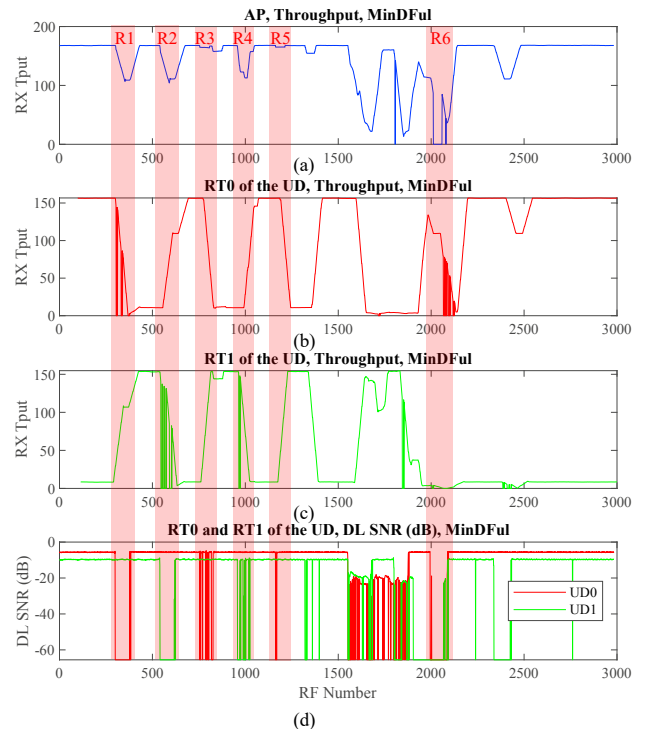 AP, Throughput, MinDFul
R1 R2 R3 R4 R5 R6
200
100
0
RX Tput
0 500 1000 1500 2000 2500 3000
(a)
RT0 of the UD, Throughput, MinDFul
150
100
50
0
RX Tput
0 500 1000 1500 2000 2500 3000
(b)
RT1 of the UD, Throughput, MinDFul
150
100
50
0
RX Tput
0 500 1000 1500 2000 2500 3000
(c)
RT0 and RT1 of the UD, DL SNR (dB), MinDFul
0
-20
-40
-60
DL SNR (dB)
UD0
UD1
0 500 1000 1500 2000 2500 3000
RF Number
(d)